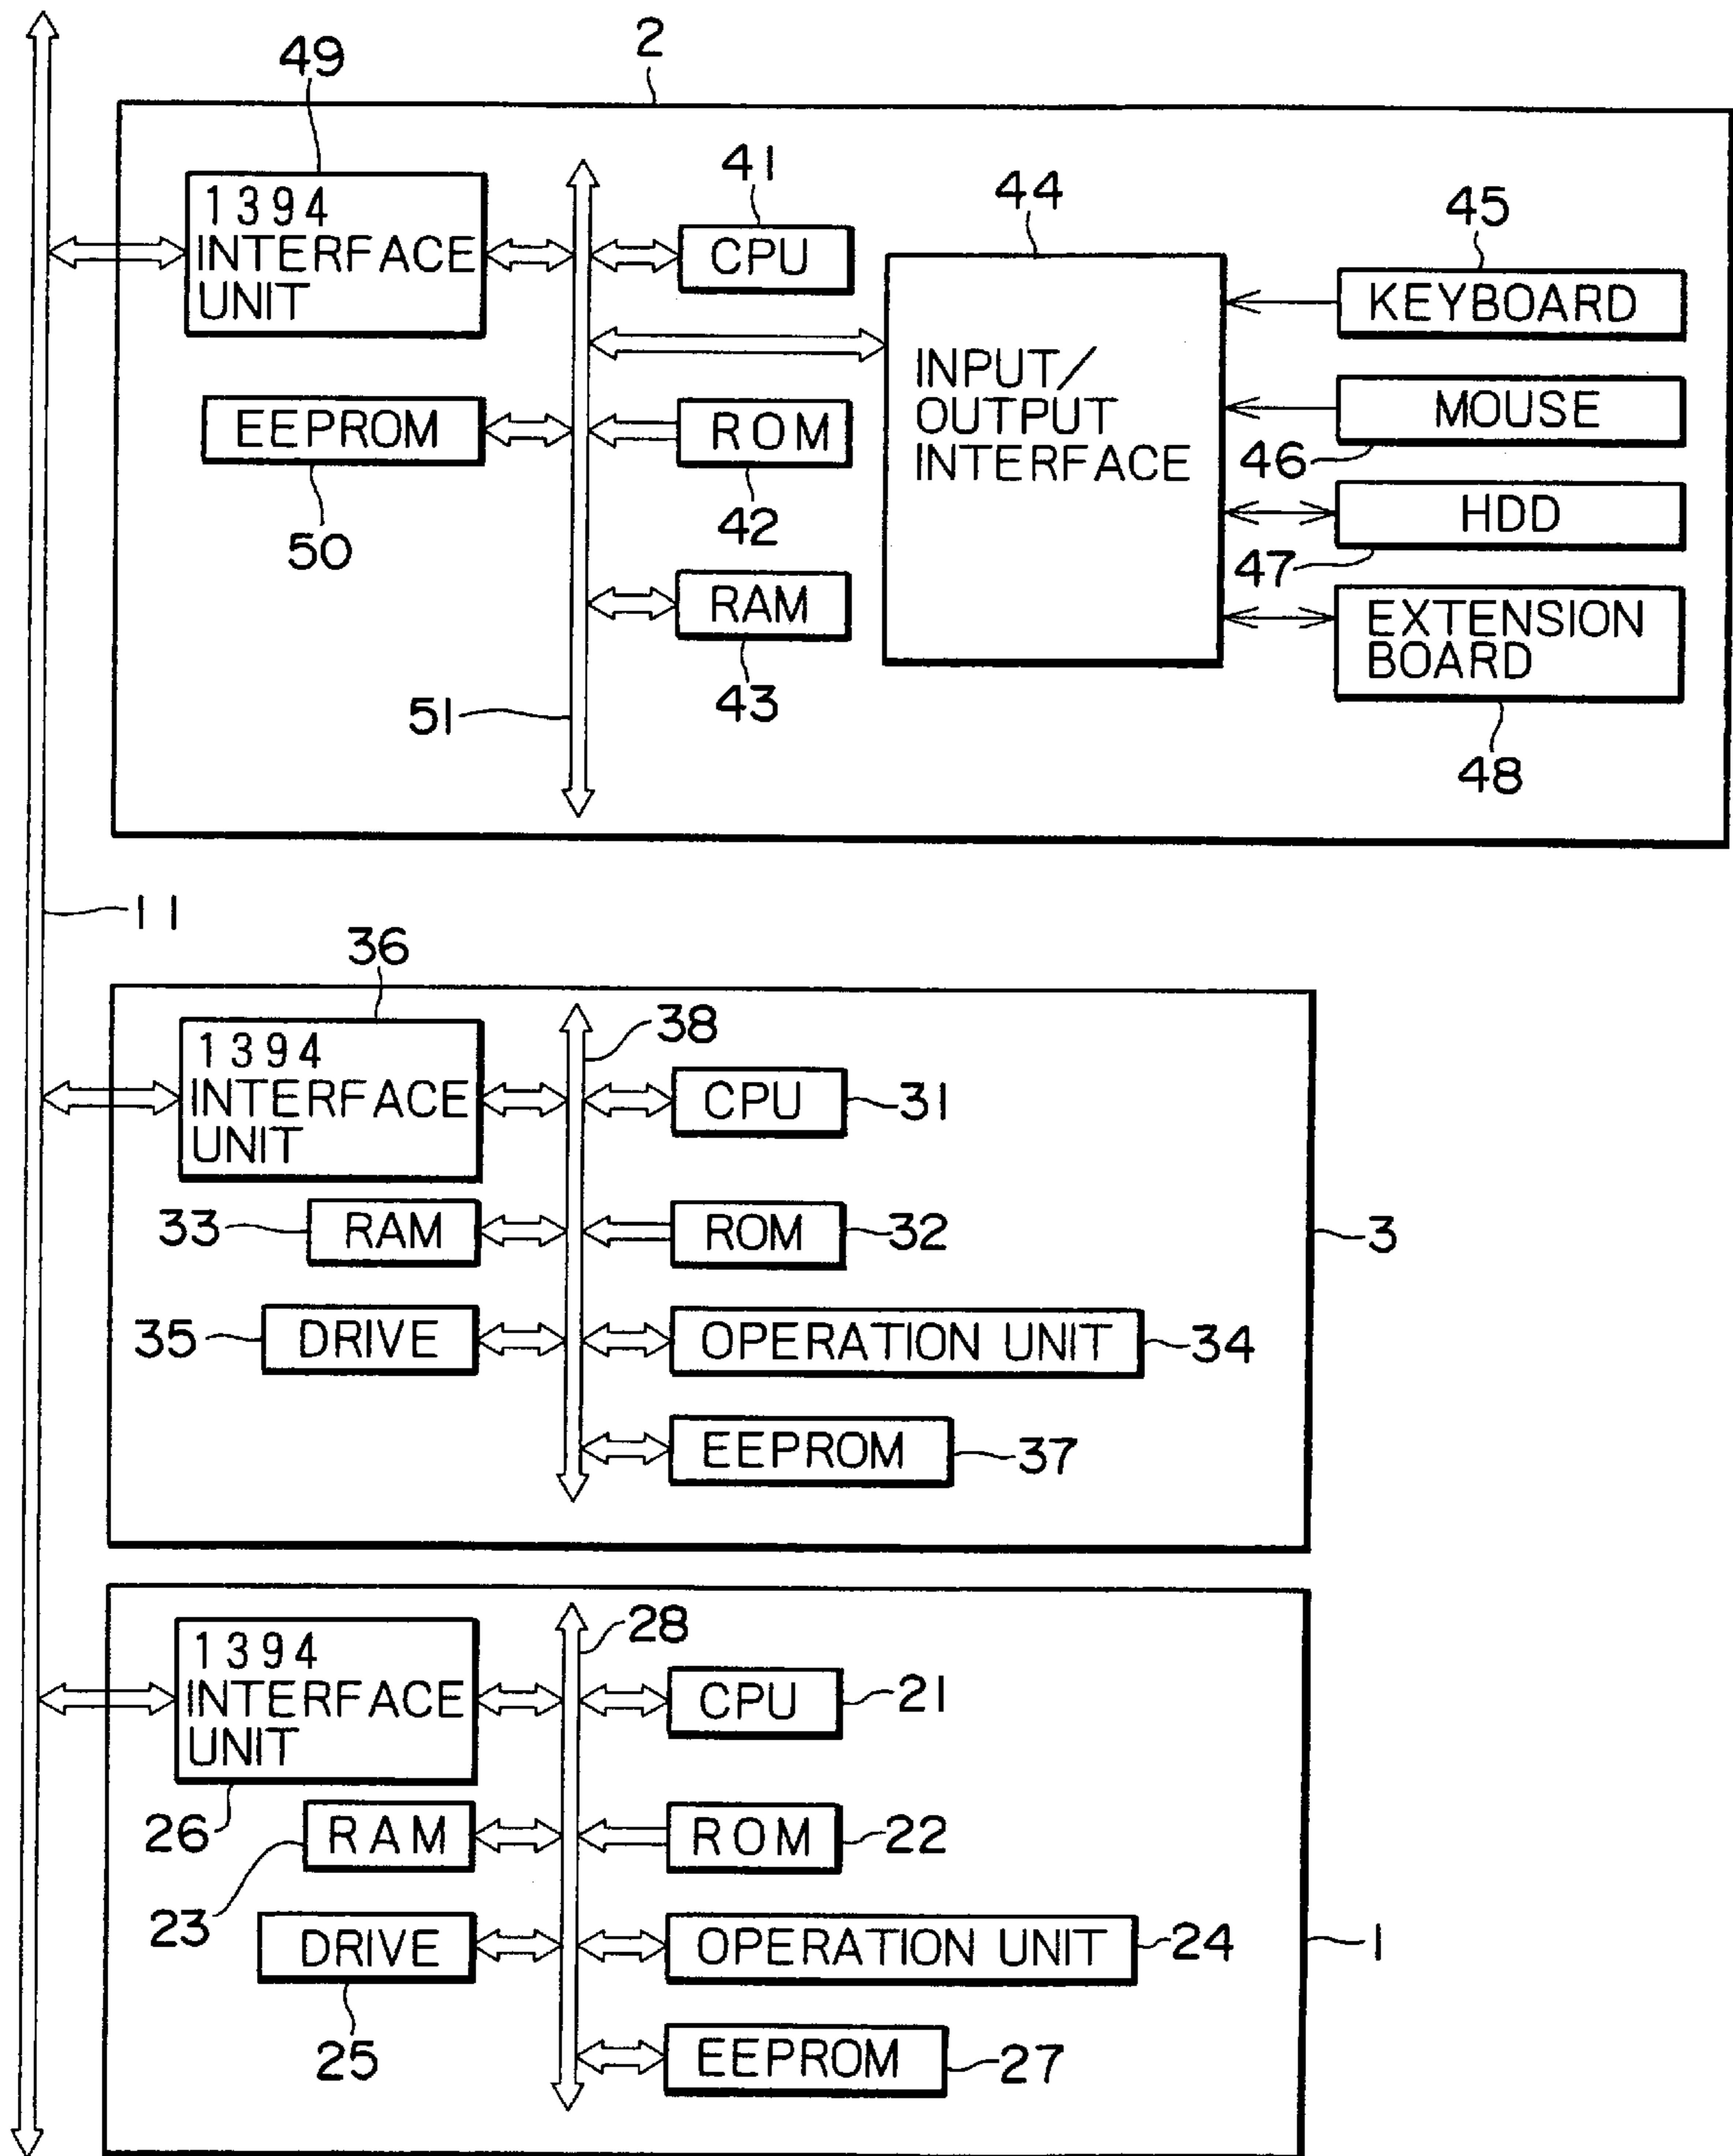 49
2
1394
INTERFACE
UNIT
41
CPU
44
INPUT/
OUTPUT
INTERFACE
45
KEYBOARD
MOUSE
46
EEPROM
50
ROM
42
HDD
47
RAM
43
EXTENSION
BOARD
48
51
11
36
1394
INTERFACE
UNIT
38
CPU
31
33
RAM
ROM
32
3
35
DRIVE
OPERATION UNIT
34
EEPROM
37
1394
INTERFACE
UNIT
28
CPU
21
26
RAM
ROM
22
23
DRIVE
OPERATION UNIT
24
1
25
EEPROM
27